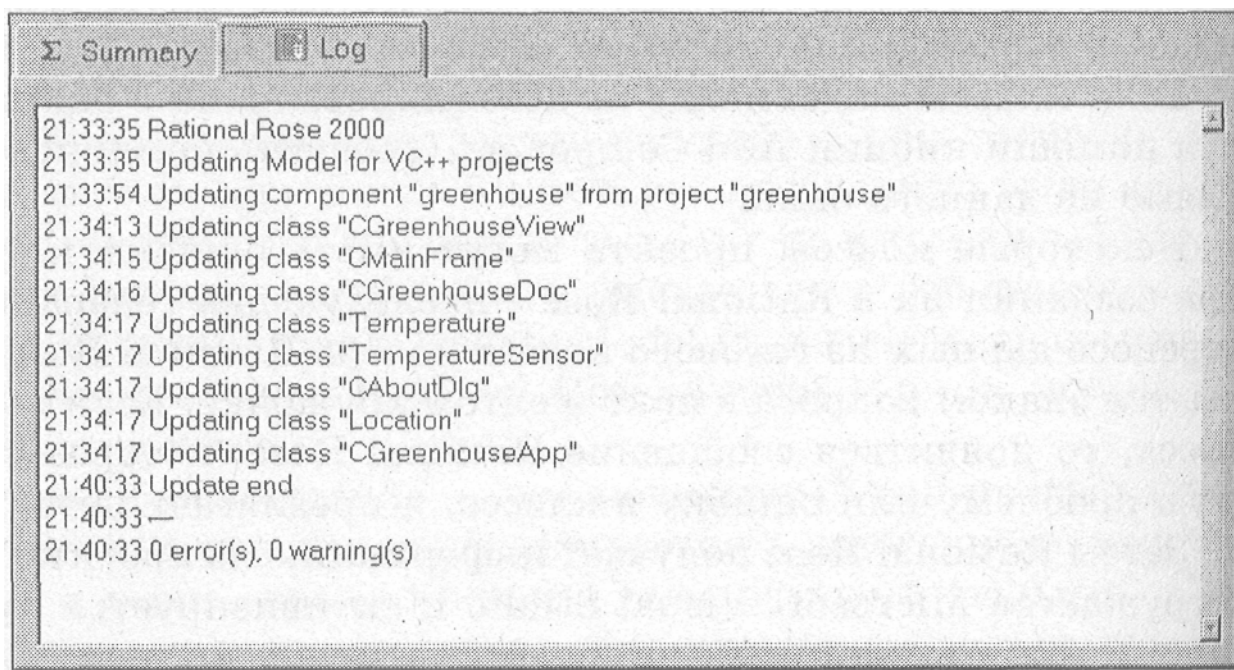 Σ Summary
Log
21:33:35 Rational Rose 2000
21:33:35 Updating Model for VC++ projects
21:33:54 Updating component "greenhouse" from project "greenhouse"
21:34:13 Updating class "CGreenhouseView"
21:34:15 Updating class "CMainFrame"
21:34:16 Updating class "CGreenhouseDoc"
21:34:17 Updating class "Temperature"
21:34:17 Updating class "TemperatureSensor"
21:34:17 Updating class "CAboutDlg"
21:34:17 Updating class "Location"
21:34:17 Updating class "CGreenhouseApp"
21:40:33 Update end
21:40:33 ---
21:40:33 0 error(s), 0 warning(s)